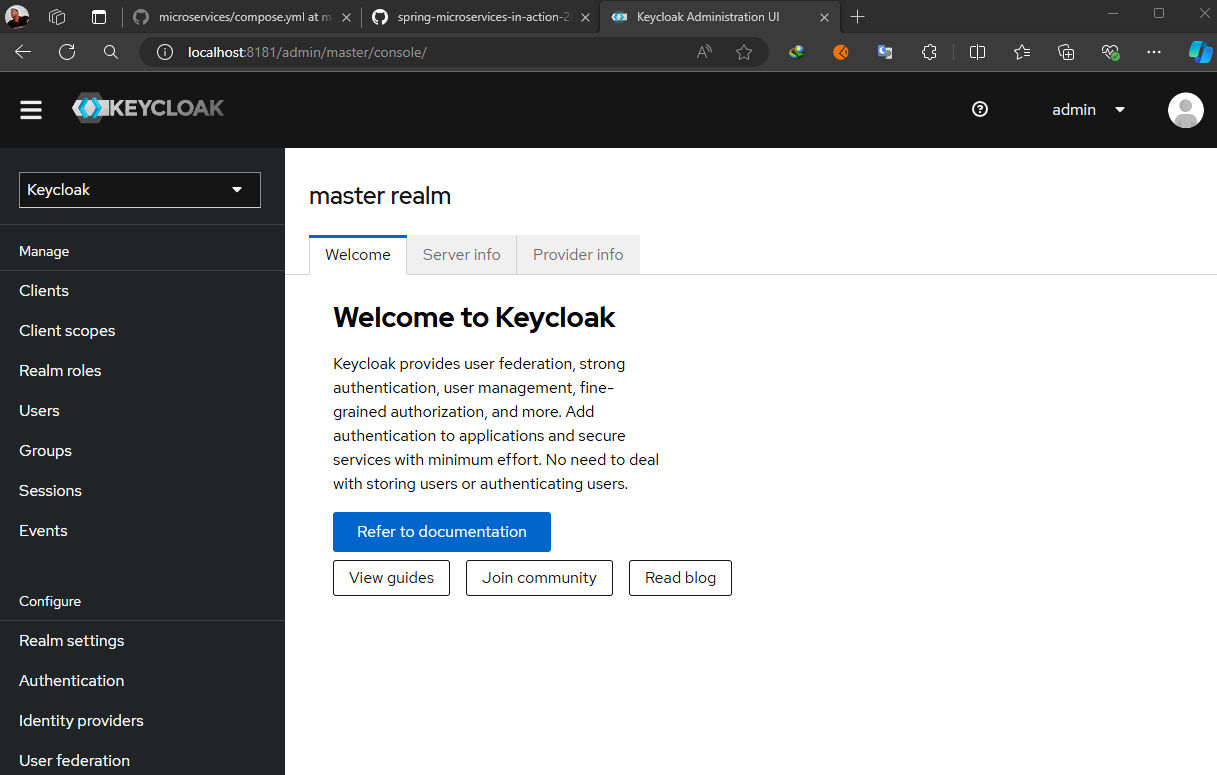 microservices/compose.yml at m
spring-microservices-in-action-2
Keycloak Administration UI
localhost:8181/admin/master/console/
KEYCLOAK
admin
Keycloak
Manage
Clients
Client scopes
Realm roles
Users
Groups
Sessions
Events
Configure
Realm settings
Authentication
Identity providers
User federation
master realm
Welcome
Server info
Provider info
Welcome to Keycloak
Keycloak provides user federation, strong
authentication, user management, fine-
grained authorization, and more. Add
authentication to applications and secure
services with minimum effort. No need to deal
with storing users or authenticating users.
Refer to documentation
View guides
Join community
Read blog